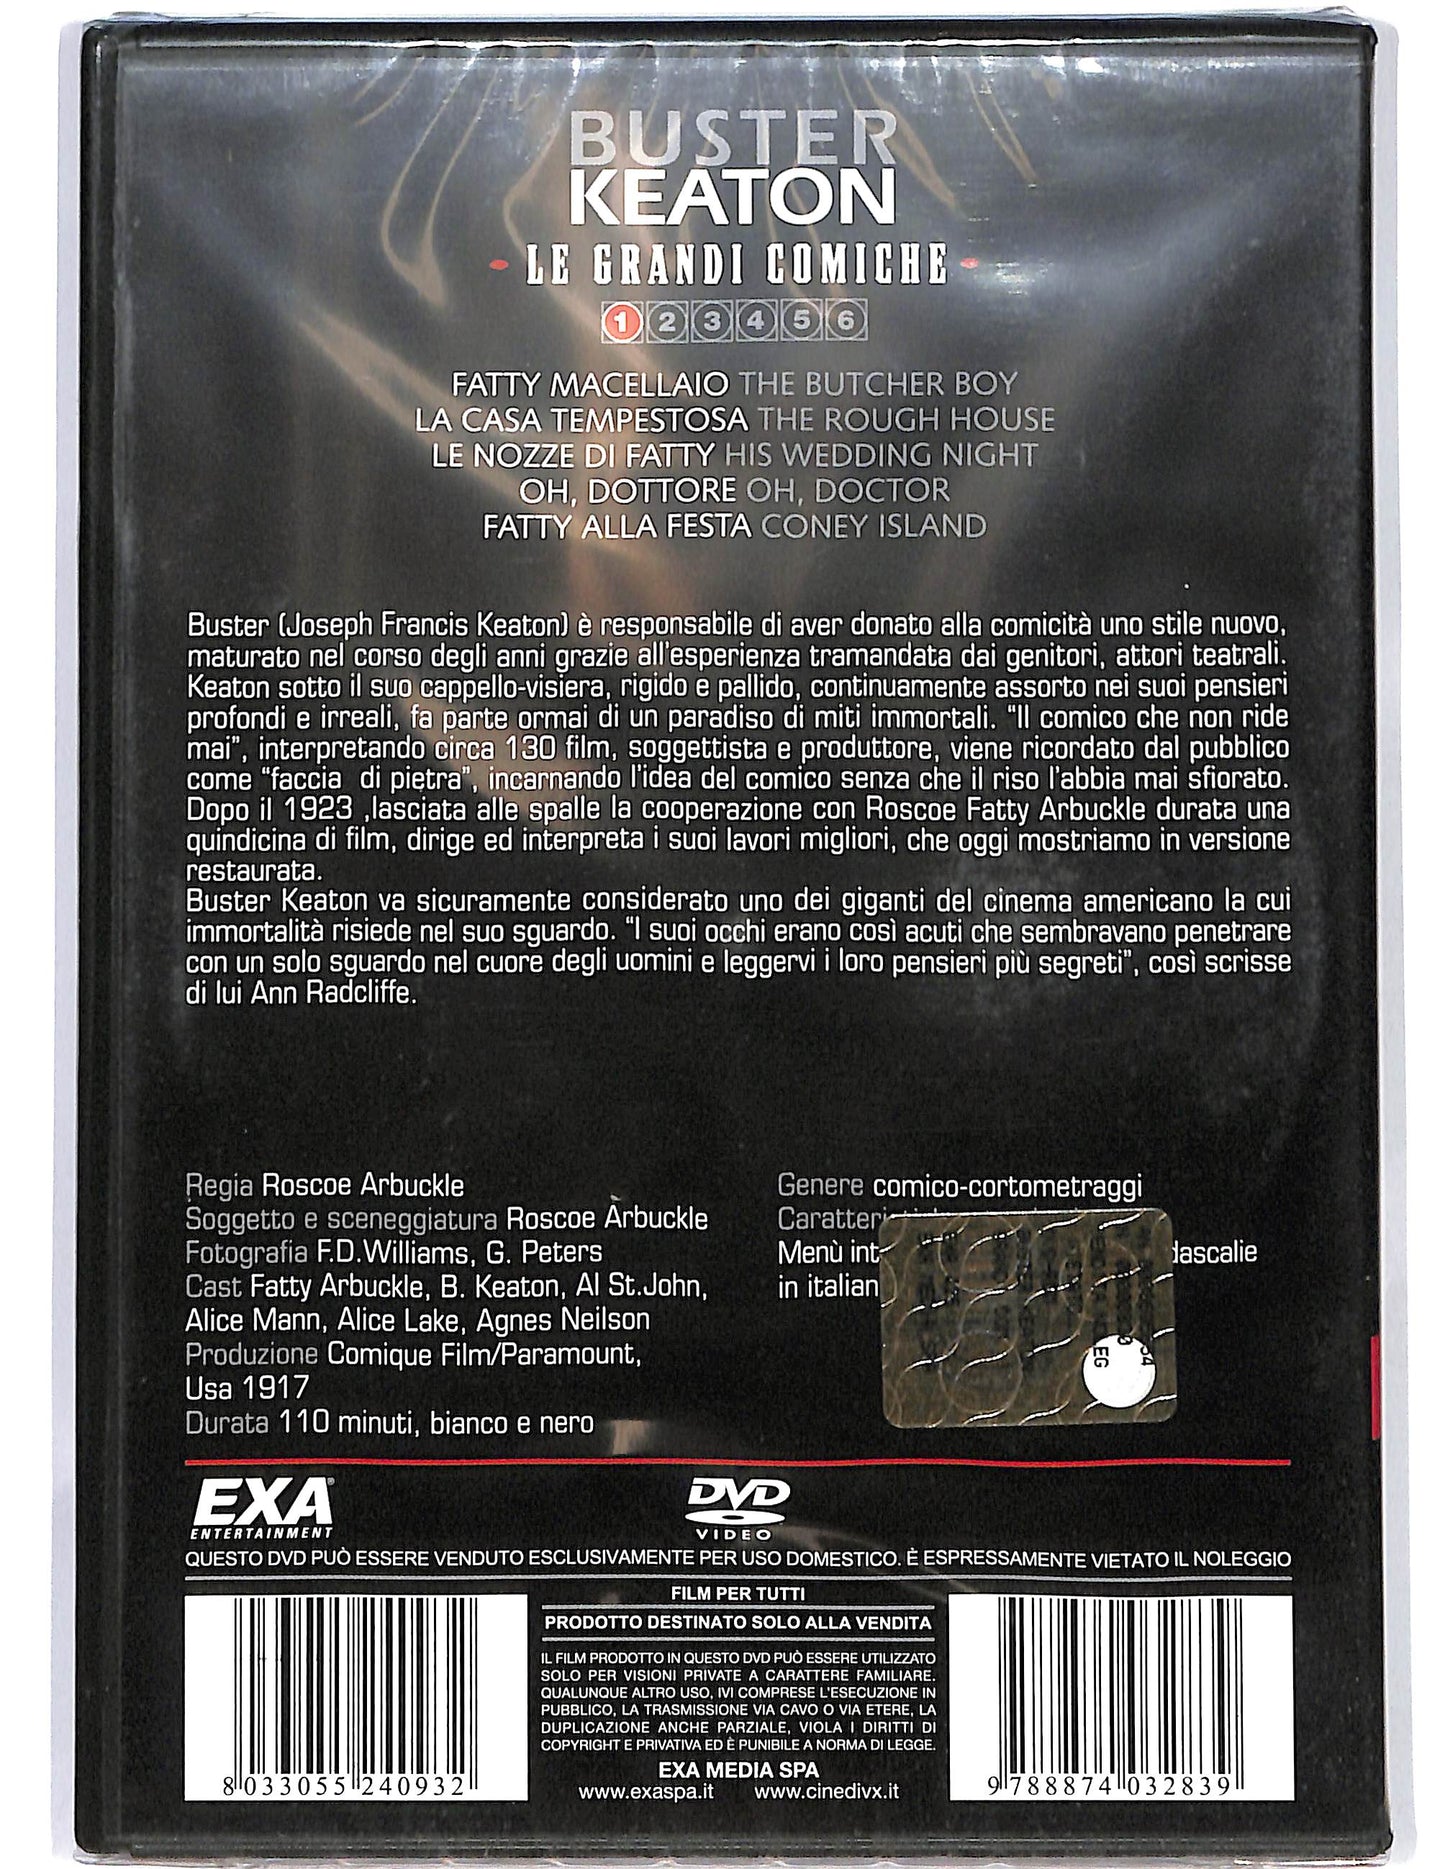 BUSTER
KEATON
LE GRANDI COMICHE
1 2 3 4 5 6
FATTY MACELLAIO THE BUTCHER BOY
LA CASA TEMPESTOSA THE ROUGH HOUSE
LE NOZZE DI FATTY HIS WEDDING NIGHT
OH, DOTTORE OH, DOCTOR
FATTY ALLA FESTA CONEY ISLAND
Buster (Joseph Francis Keaton) è responsabile di aver donato alla comicità uno stile nuovo,
maturato nel corso degli anni grazie all'esperienza tramandata dai genitori, attori teatrali.
Keaton sotto il suo cappello-visiera, rigido e pallido, continuamente assorto nei suoi pensieri
profondi e irreali, fa parte ormai di un paradiso di miti immortali. "Il comico che non ride
mai", interpretando circa 130 film, soggettista e produttore, viene ricordato dal pubblico
come "faccia di pietra", incarnando l'idea del comico senza che il riso l'abbia mai sfiorato.
Dopo il 1923 ,lasciata alle spalle la cooperazione con Roscoe Fatty Arbuckle durata una
quindicina di film, dirige ed interpreta i suoi lavori migliori, che oggi mostriamo in versione
restaurata.
Buster Keaton va sicuramente considerato uno dei giganti del cinema americano la cui
immortalità risiede nel suo sguardo. "I suoi occhi erano così acuti che sembravano penetrare
con un solo sguardo nel cuore degli uomini e leggervi i loro pensieri più segreti", così scrisse
di lui Ann Radcliffe.
Regia Roscoe Arbuckle
Soggetto e sceneggiatura Roscoe Arbuckle
Fotografia F.D.Williams, G. Peters
Cast Fatty Arbuckle, B. Keaton, Al St.John,
Alice Mann, Alice Lake, Agnes Neilson
Produzione Comique Film/Paramount,
Usa 1917
Durata 110 minuti, bianco e nero
Genere comico-cortometraggi
Menù
in
EG
EXA®
ENTERTAINMENT
DVD
VIDEO
QUESTO DVD PUÒ ESSERE VENDUTO ESCLUSIVAMENTE PER USO DOMESTICO. È ESPRESSAMENTE VIETATO IL NOLEGGIO
FILM PER TUTTI
PRODOTTO DESTINATO SOLO ALLA VENDITA
IL FILM PRODOTTO IN QUESTO DVD PUÒ ESSERE UTILIZZATO
SOLO PER VISIONI PRIVATE A CARATTERE FAMILIARE.
QUALUNQUE ALTRO USO, IVI COMPRESE L'ESECUZIONE IN
PUBBLICO, LA TRASMISSIONE VIA CAVO O VIA ETERE, LA
DUPLICAZIONE ANCHE PARZIALE, VIOLA I DIRITTI DI
COPYRIGHT E PRIVATIVA ED È PUNIBILE A NORMA DI LEGGE.
EXA MEDIA SPA
www.exaspa.it www.cinedivx.it
8 033055 240932
9 788874 032839